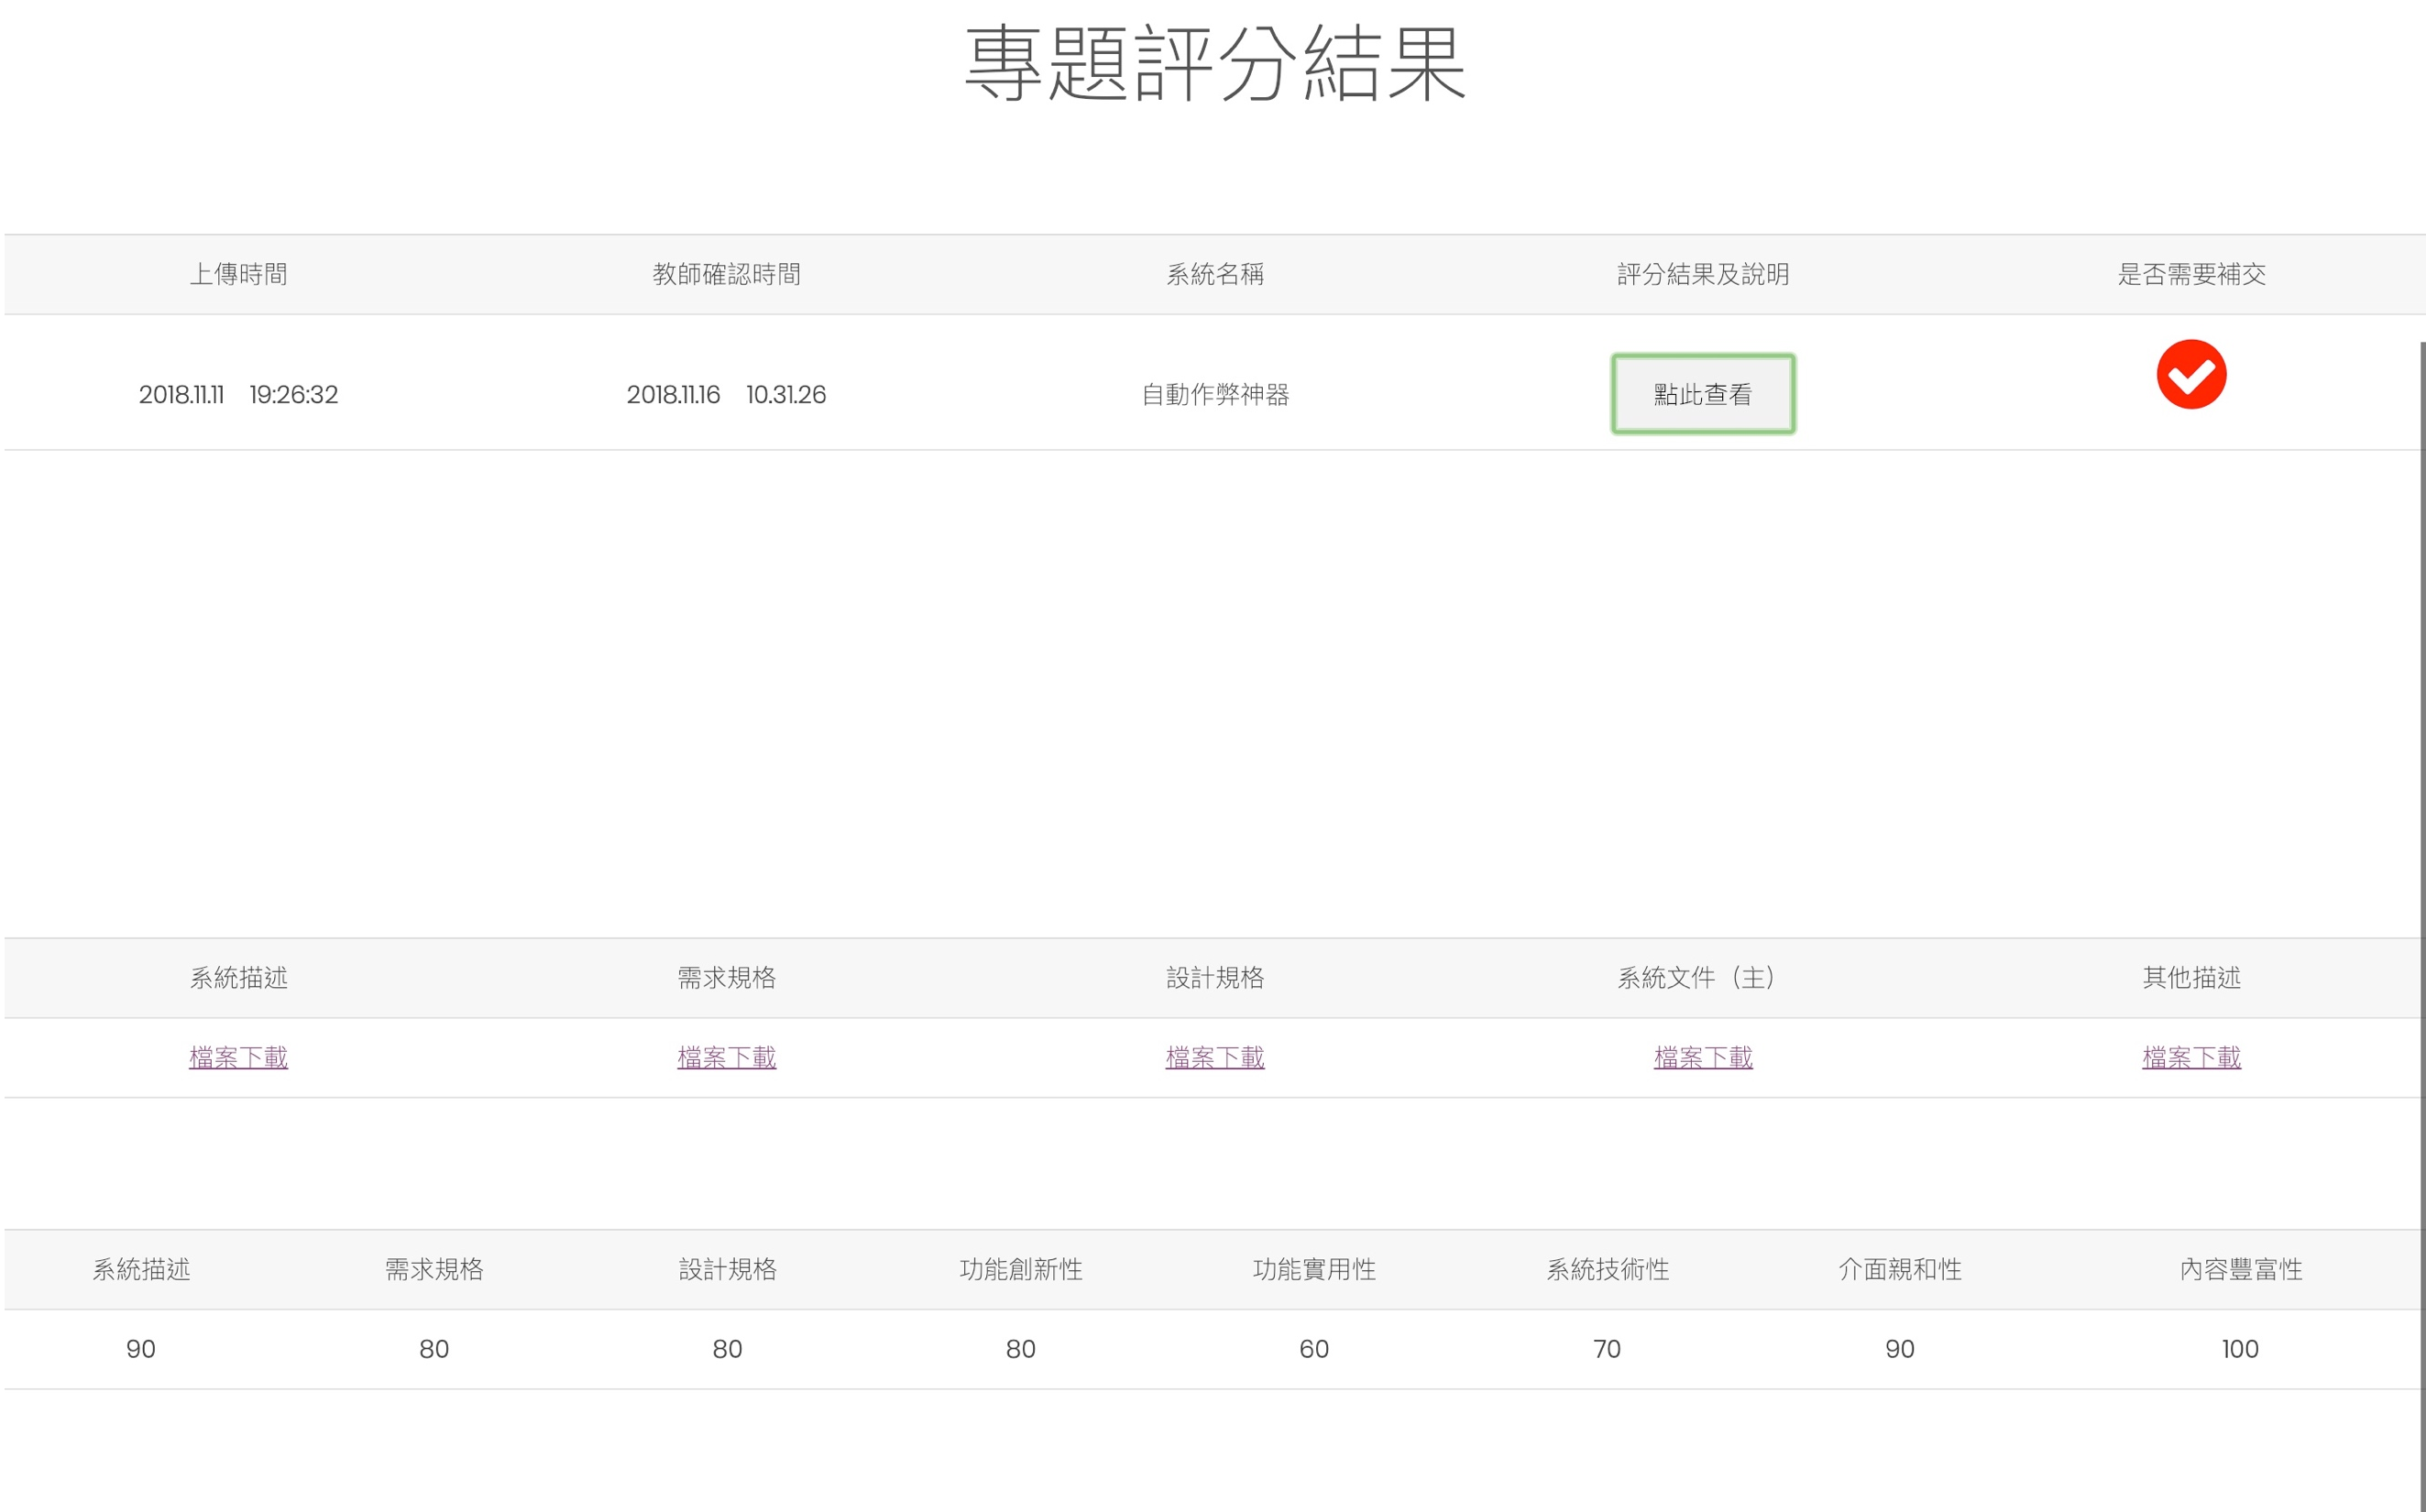 專題評分結果
上傳時間 教師確認時間 系統名稱 評分結果及說明 是否需要補交
2018.11.11 19:26:32 2018.11.16 10.31.26 自動作弊神器 點此查看
系統描述 需求規格 設計規格 系統文件（主） 其他描述
檔案下載 檔案下載 檔案下載 檔案下載 檔案下載
系統描述 需求規格 設計規格 功能創新性 功能實用性 系統技術性 介面親和性 內容豐富性
90 80 80 80 60 70 90 100